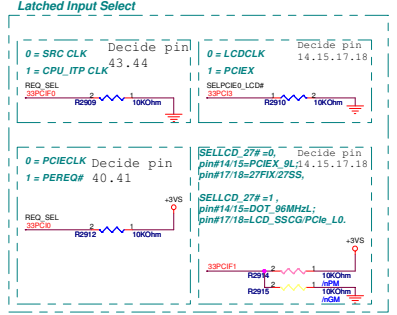 Latched Input Select
0 = SRC CLK
1 = CPU_ITP CLK
Decide pin
43.44
REQ_SEL
33PCIF0
2
1
R2909
10KOhm
0 = LCDCLK
1 = PCIEX
Decide pin
14.15.17.18
SELPCIE0_LCD#
33PCI3
2
1
R2910
10KOhm
0 = PCIECLK
1 = PEREQ#
Decide pin
40.41
+3VS
REQ_SEL
33PCI0
2
1
R2912
10KOhm
SELLCD_27# =0,
pin#14/15=PCIEX_9L;
pin#17/18=27FIX/27SS,
Decide pin
14.15.17.18
SELLCD_27# =1 ,
pin#14/15=DOT_96MHzL;
pin#17/18=LCD_SSCG/PCIe_L0.
+3VS
33PCIF1
2
1
R2914
10KOhm
/nPM
2
1
R2915
10KOhm
/nGM